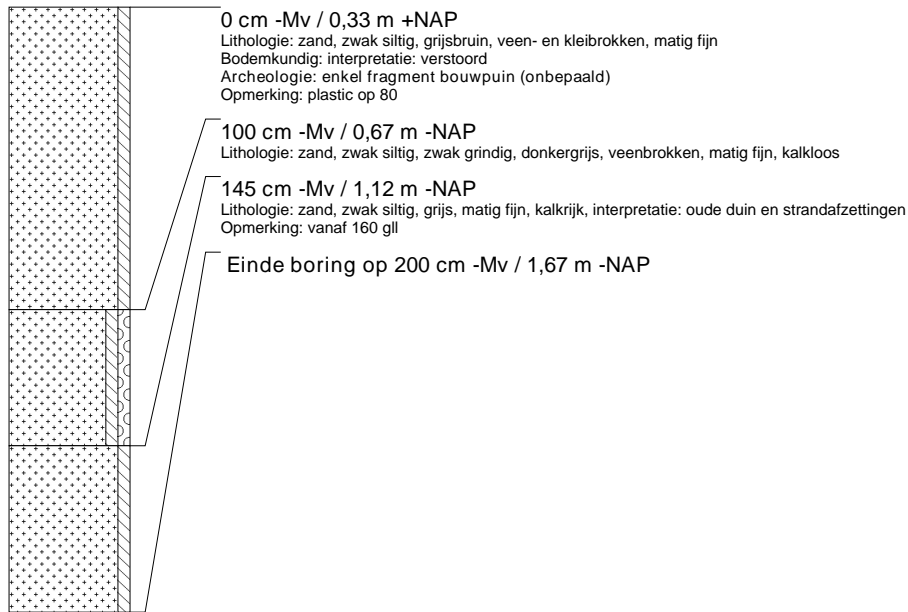 0 cm -Mv / 0,33 m +NAP
Lithologie: zand, zwak siltig, grijsbruin, veen- en kleibrokken, matig fijn
Bodemkundig: interpretatie: verstoord
Archeologie: enkel fragment bouwpuin (onbepaald)
Opmerking: plastic op 80
100 cm -Mv / 0,67 m -NAP
Lithologie: zand, zwak siltig, zwak grindig, donkergrijs, veenbrokken, matig fijn, kalkloos
145 cm -Mv / 1,12 m -NAP
Lithologie: zand, zwak siltig, grijs, matig fijn, kalkrijk, interpretatie: oude duin en strandafzettingen
Opmerking: vanaf 160 gll
Einde boring op 200 cm -Mv / 1,67 m -NAP